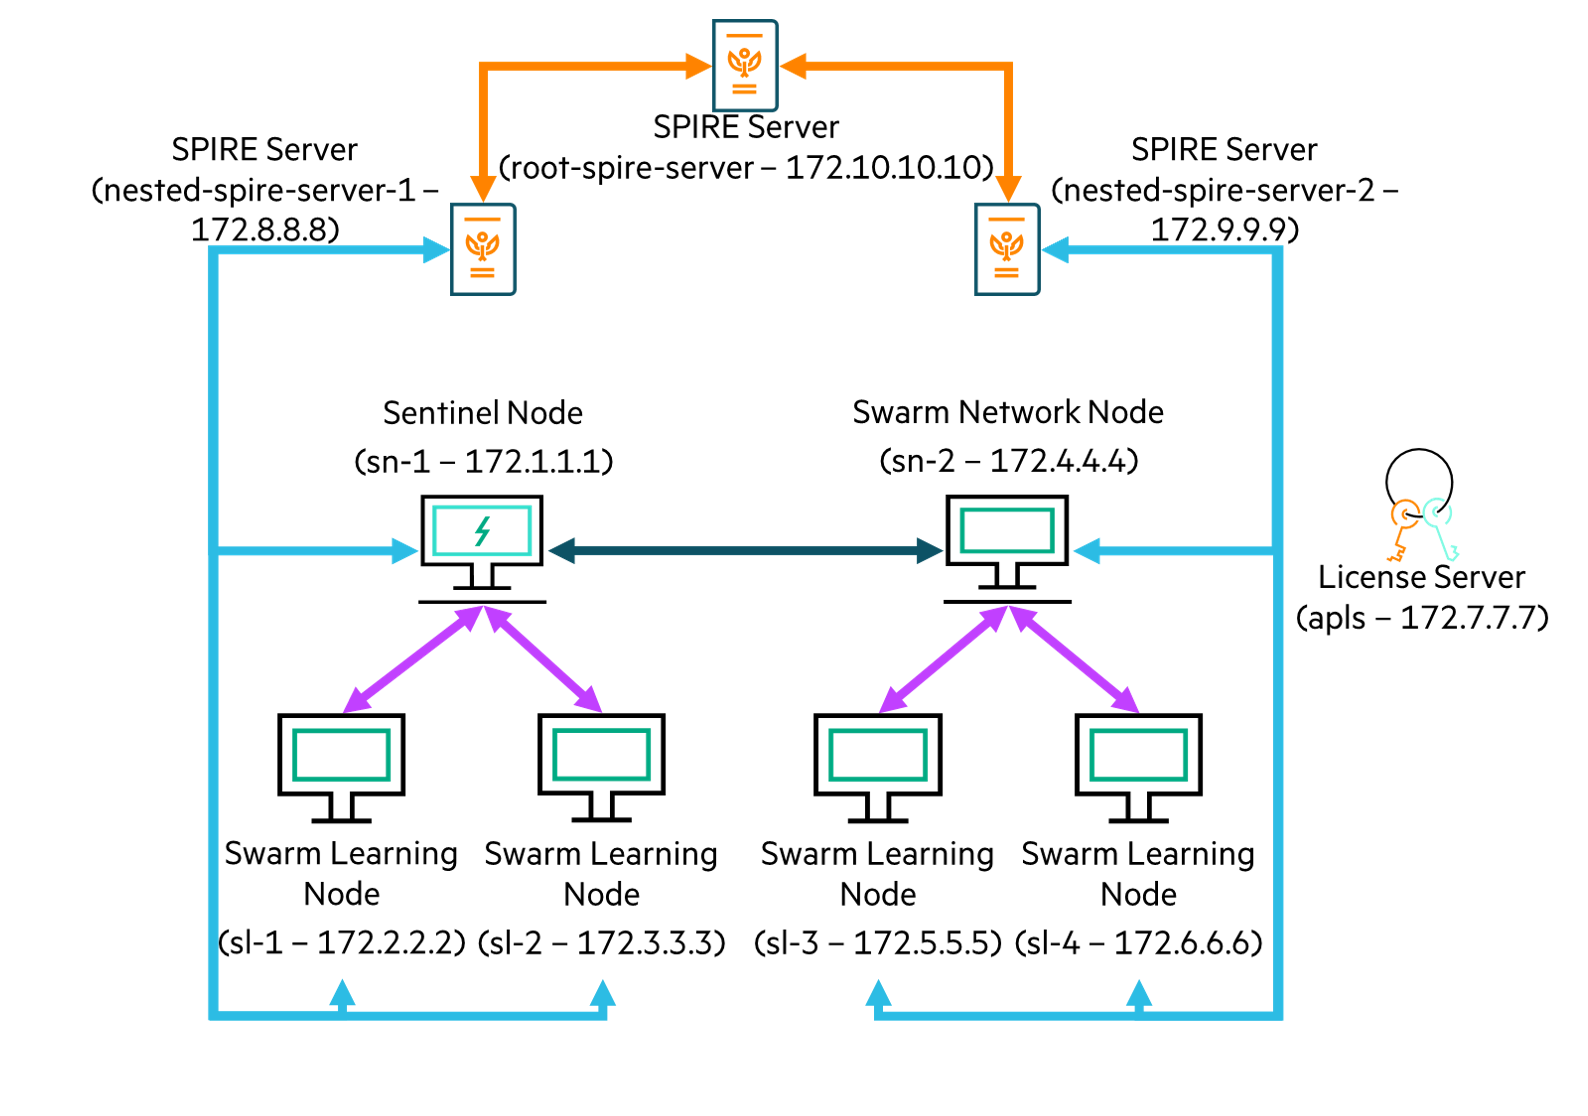 SPIRE Server
(root-spire-server – 172.10.10.10)
SPIRE Server
(nested-spire-server-1 –
172.8.8.8)
SPIRE Server
(nested-spire-server-2 –
172.9.9.9)
Sentinel Node
(sn-1 – 172.1.1.1)
Swarm Network Node
(sn-2 – 172.4.4.4)
License Server
(apls – 172.7.7.7)
Swarm Learning
Node
(sl-1 – 172.2.2.2)
Swarm Learning
Node
(sl-2 – 172.3.3.3)
Swarm Learning
Node
(sl-3 – 172.5.5.5)
Swarm Learning
Node
(sl-4 – 172.6.6.6)